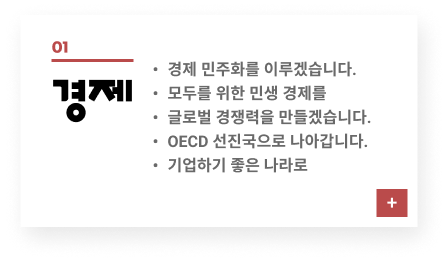 01
경제
• 경제 민주화를 이루겠습니다.
• 모두를 위한 민생 경제를
• 글로벌 경쟁력을 만들겠습니다.
• OECD 선진국으로 나아갑니다.
• 기업하기 좋은 나라로
+